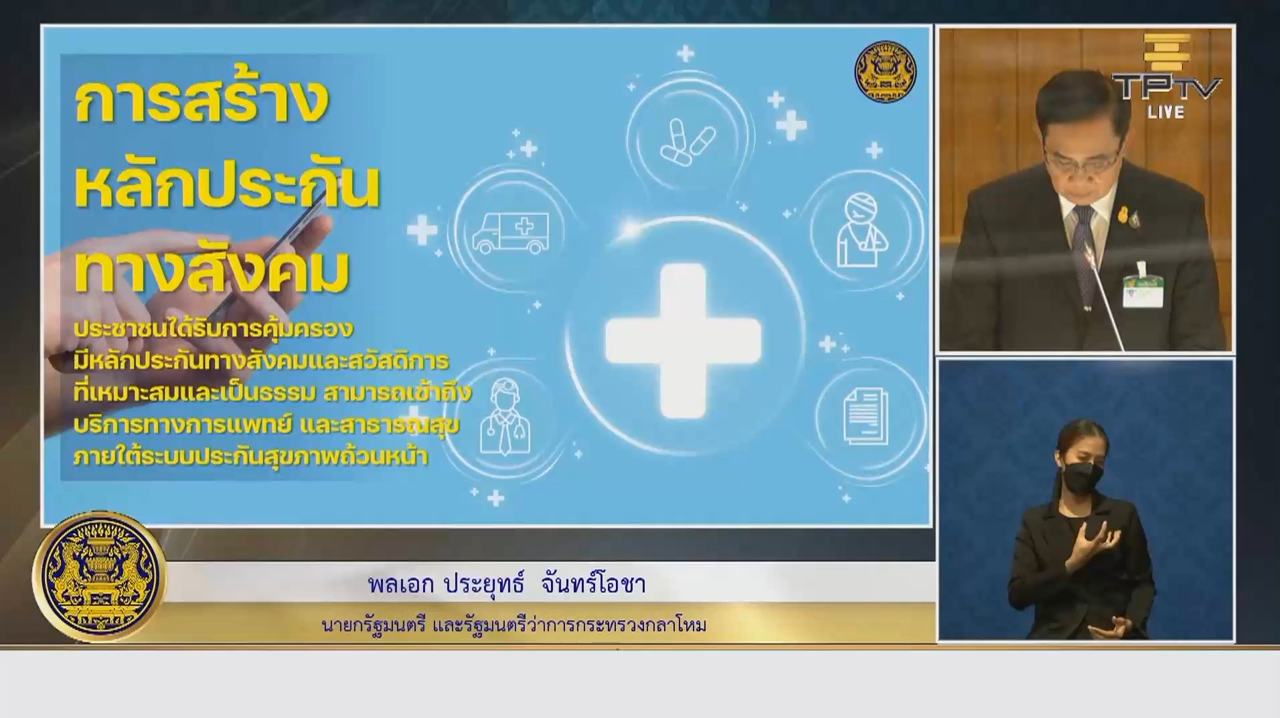 การสร้าง
หลักประกัน
ทางสังคม
ประชาชนได้รับการคุ้มครอง
มีหลักประกันทางสังคมและสวัสดิการ
ที่เหมาะสมและเป็นธรรม สามารถเข้าถึง
บริการทางการแพทย์ และสาธารณสุข
ภายใต้ระบบประกันสุขภาพถ้วนหน้า
TPTV
LIVE
พลเอก ประยุทธ์ จันทร์โอชา
นายกรัฐมนตรี และรัฐมนตรีว่าการกระทรวงกลาโหม